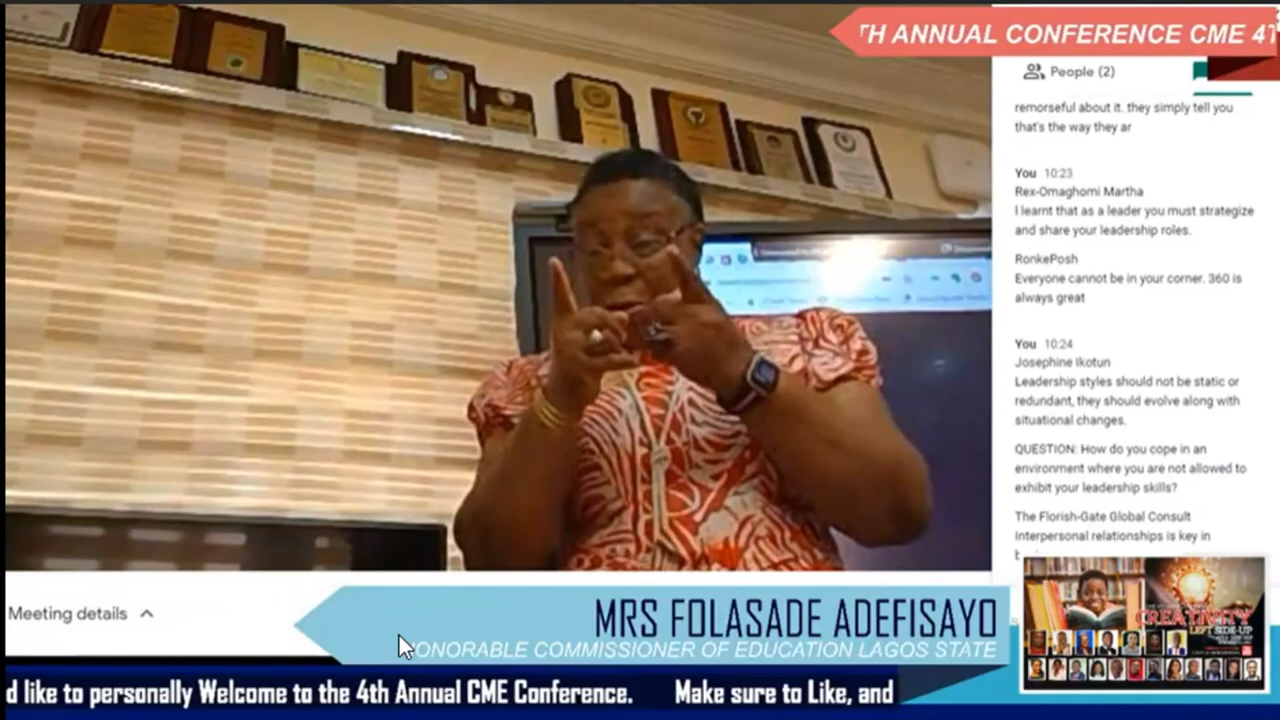 TH ANNUAL CONFERENCE CME 4T
People (2)
remorseful about it. they simply tell you
that's the way they ar
You 10:23
Rex-Omaghomi Martha
I learnt that as a leader you must strategize
and share your leadership roles.
RonkePosh
Everyone cannot be in your corner. 360 is
always great
You 10:24
Josephine Ikotun
Leadership styles should not be static or
redundant, they should evolve along with
situational changes.
QUESTION: How do you cope in an
environment where you are not allowed to
exhibit your leadership skills?
The Florish-Gate Global Consult
Interpersonal relationships is key in
CREATIVITY
LEFT SIDE-UP
Meeting details
MRS FOLASADE ADEFISAYO
ONORABLE COMMISSIONER OF EDUCATION LAGOS STATE
d like to personally Welcome to the 4th Annual CME Conference. Make sure to Like, and